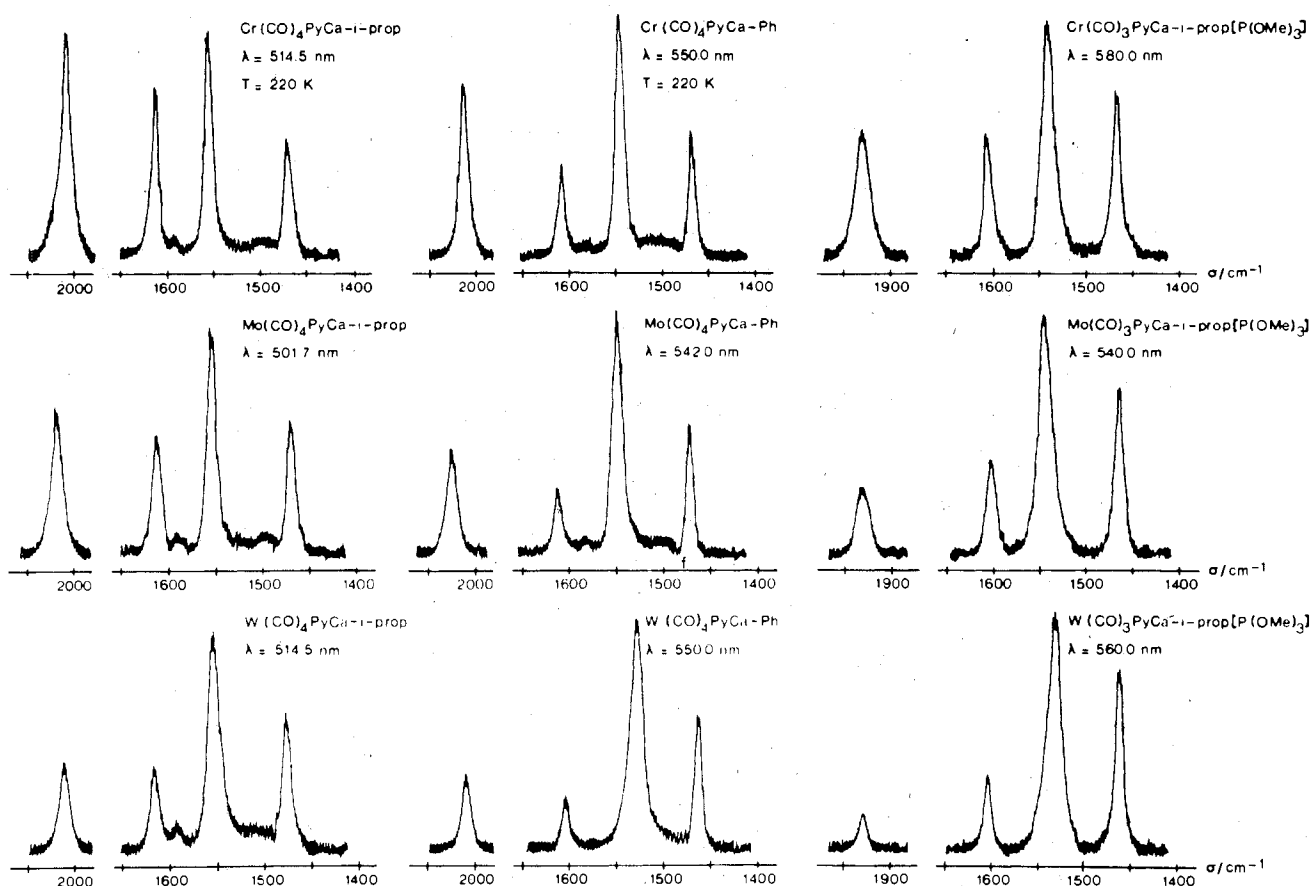 Cr(CO)₄PyCa-i-prop
λ = 514.5 nm
T = 220 K
Cr(CO)₄PyCa-Ph
λ = 550.0 nm
T = 220 K
Cr(CO)₃PyCa-i-prop[P(OMe)₃]
λ = 580.0 nm
2000 1600 1500 1400
2000 1600 1500 1400
1900 1600 1500 1400 σ/cm⁻¹
Mo(CO)₄PyCa-i-prop
λ = 501.7 nm
Mo(CO)₄PyCa-Ph
λ = 542.0 nm
Mo(CO)₃PyCa-i-prop[P(OMe)₃]
λ = 540.0 nm
2000 1600 1500 1400
2000 1600 1500 1400
1900 1600 1500 1400 σ/cm⁻¹
W(CO)₄PyCa-i-prop
λ = 514.5 nm
W(CO)₄PyCa-Ph
λ = 550.0 nm
W(CO)₃PyCa-i-prop[P(OMe)₃]
λ = 560.0 nm
2000 1600 1500 1400
2000 1600 1500 1400
1900 1600 1500 1400 σ/cm⁻¹